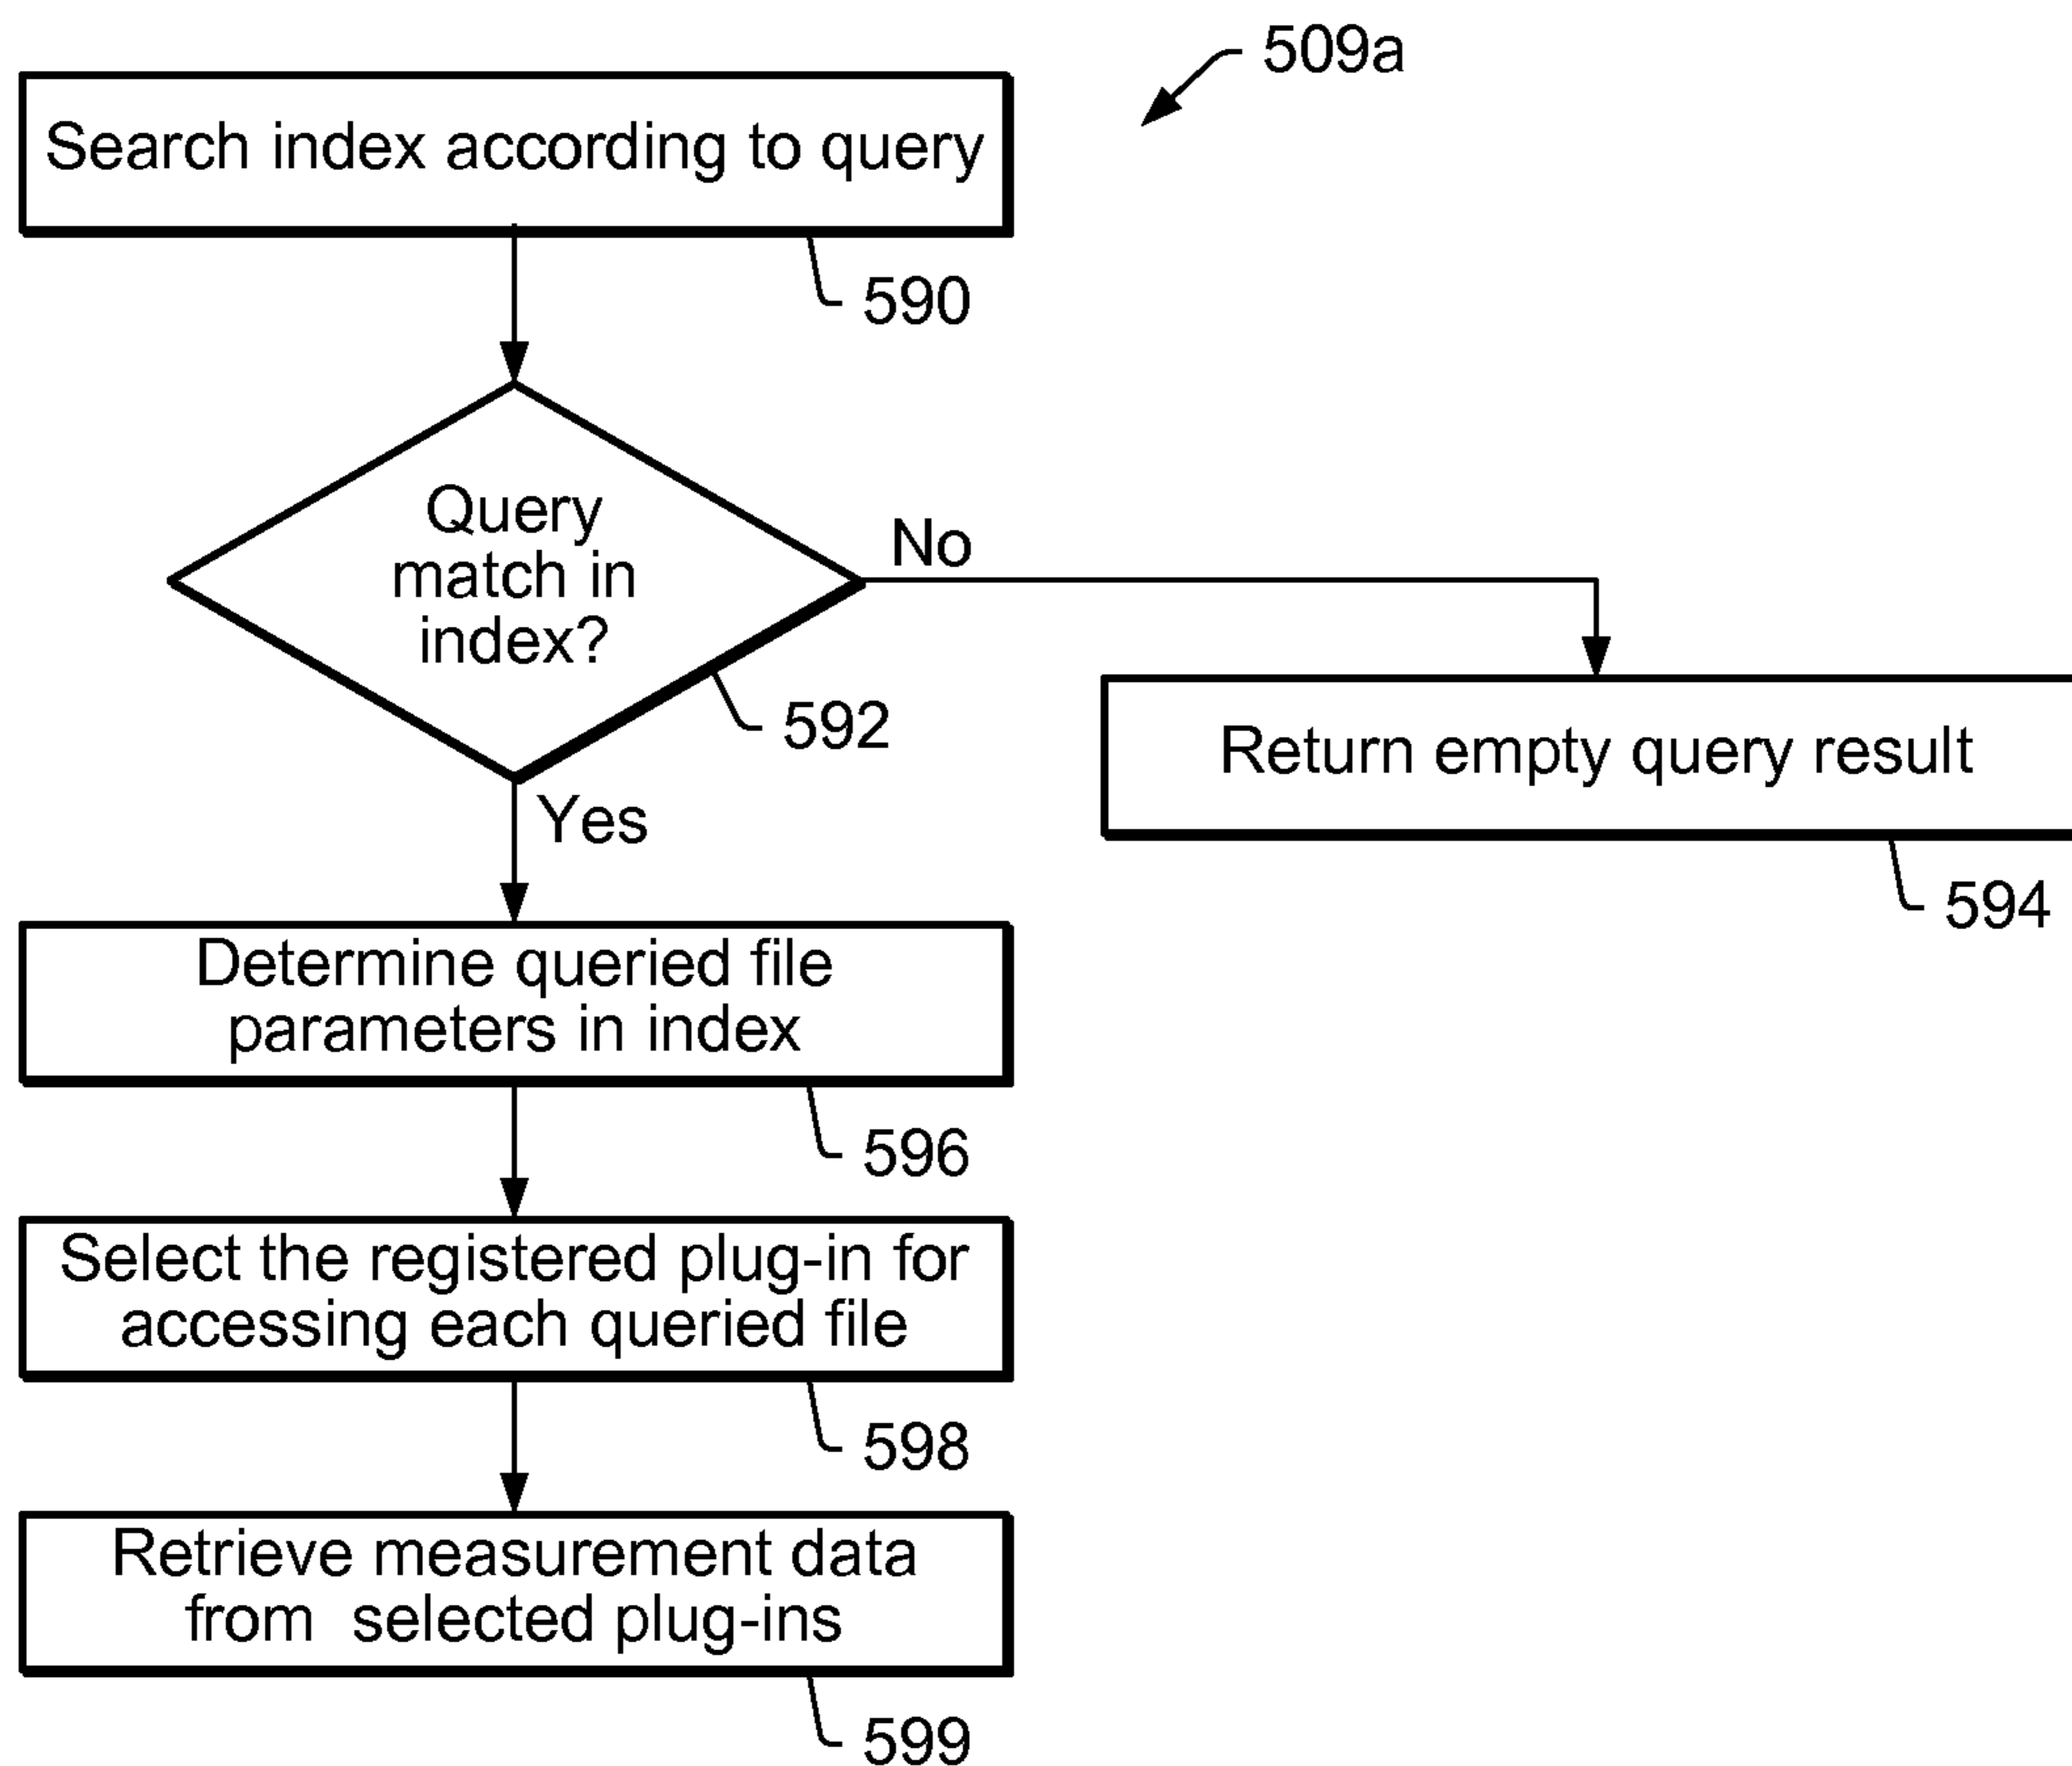 509a
Search index according to query
590
Query
match in
index?
No
592
Return empty query result
594
Yes
Determine queried file
parameters in index
596
Select the registered plug-in for
accessing each queried file
598
Retrieve measurement data
from  selected plug-ins
599